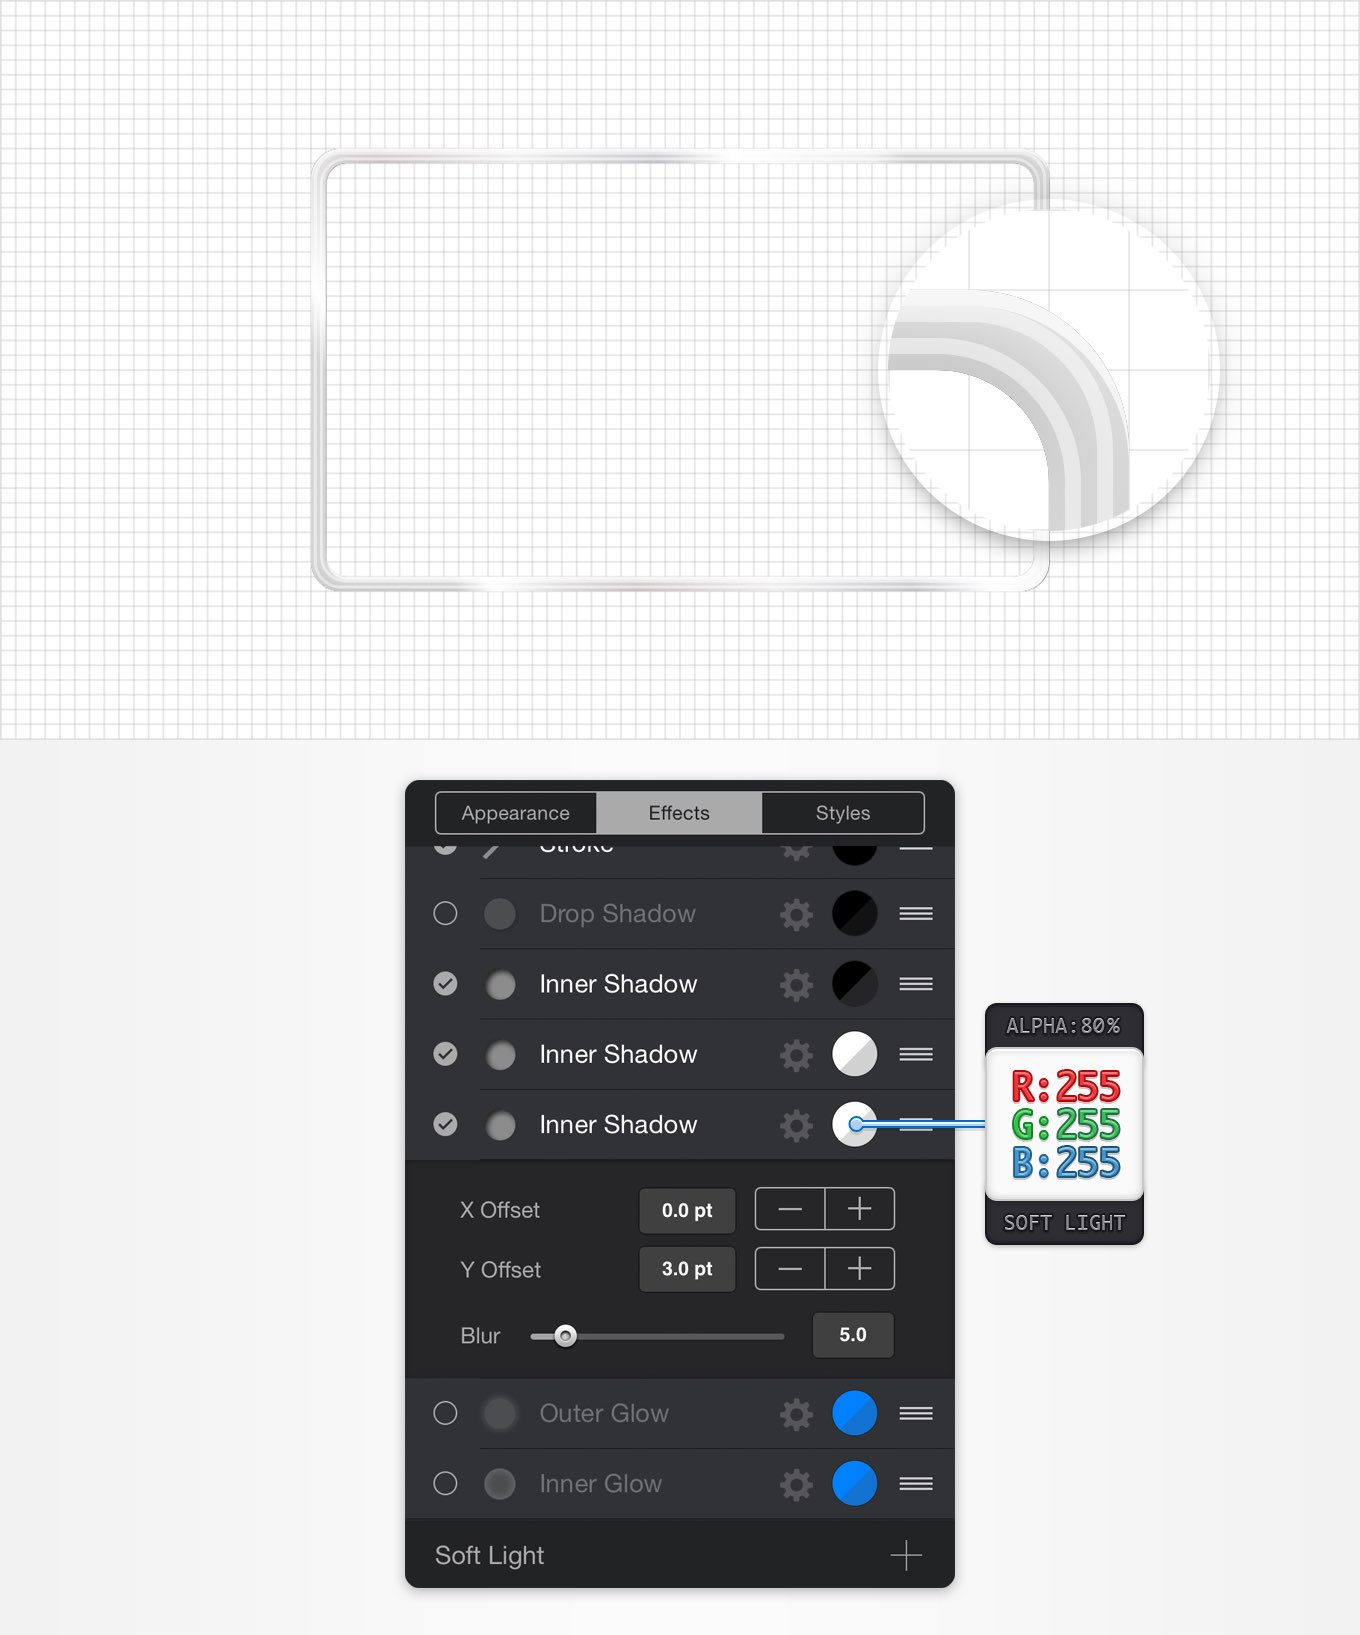 Appearance
Effects
Styles
Stroke
Drop Shadow
Inner Shadow
Inner Shadow
Inner Shadow
X Offset
0.0 pt
Y Offset
3.0 pt
Blur
5.0
Outer Glow
Inner Glow
Soft Light
ALPHA:80%
R:255
G:255
B:255
SOFT LIGHT